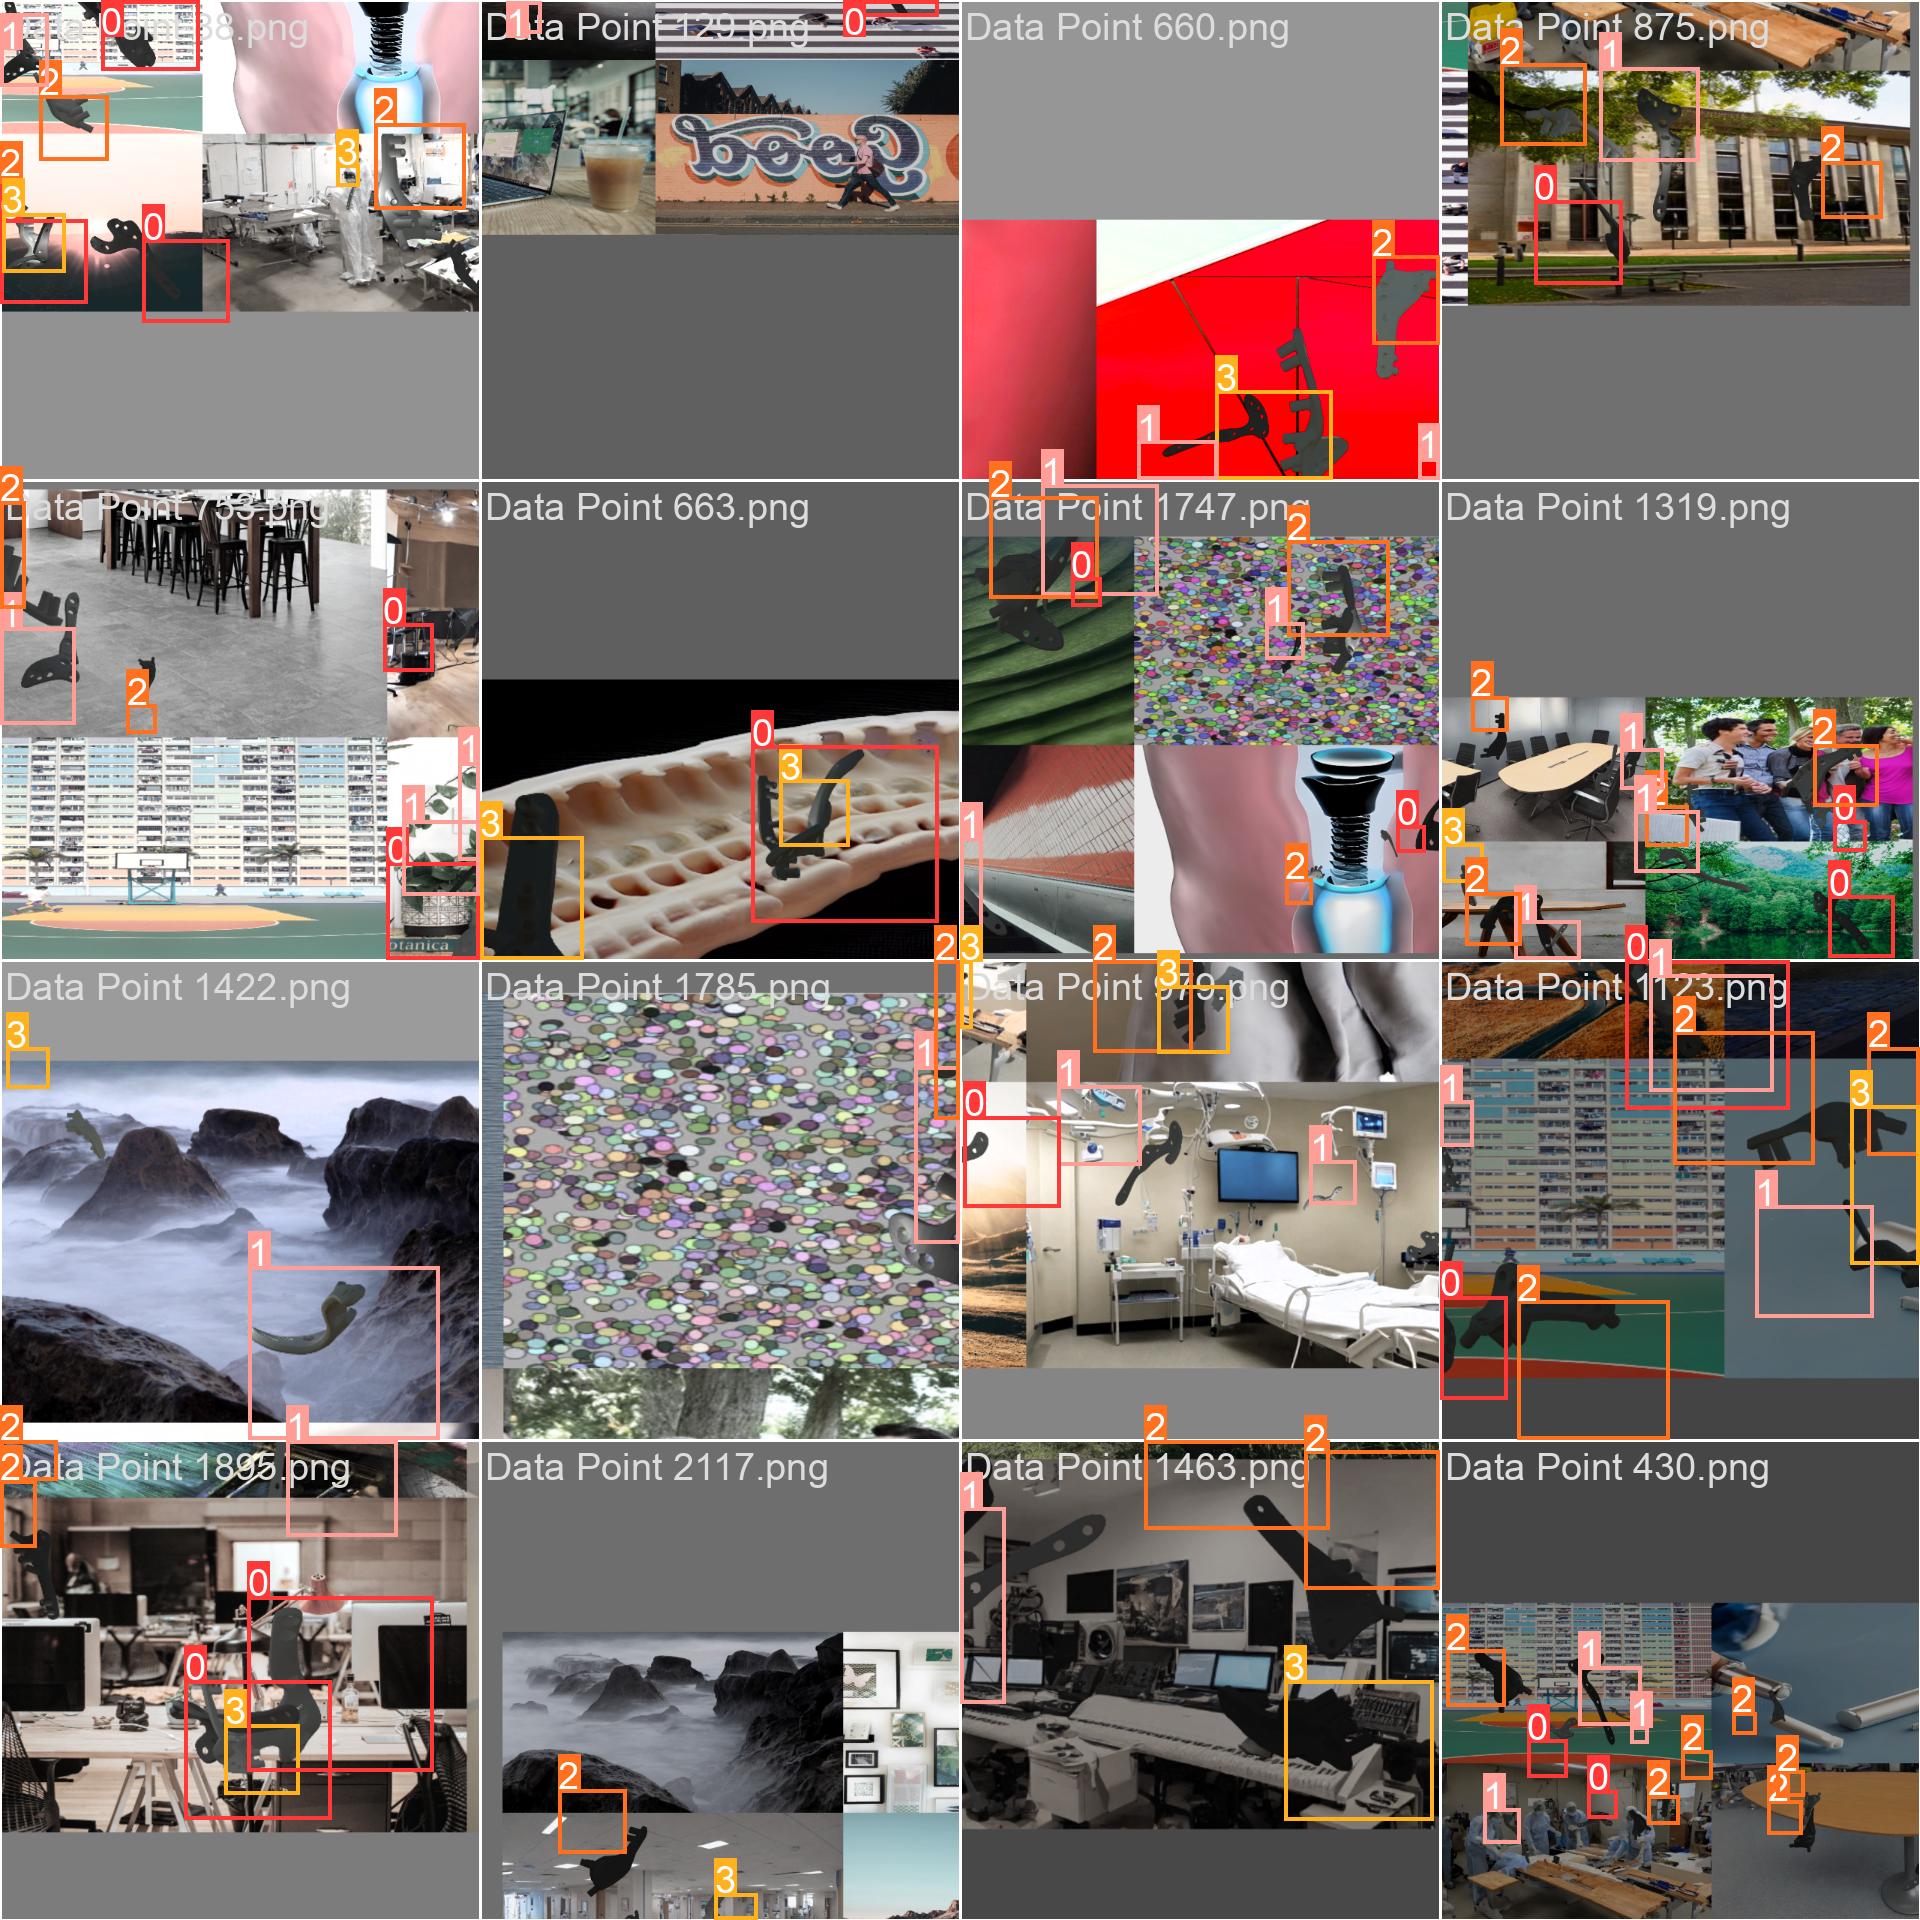 Data Point 38.png
Data Point 129.png
Data Point 660.png
Data Point 875.png
Good
Data Point 753.png
Data Point 663.png
Data Point 1747.png
Data Point 1319.png
otanica
Data Point 1422.png
Data Point 1785.png
Data Point 979.png
Data Point 1123.png
Data Point 1895.png
Data Point 2117.png
Data Point 1463.png
Data Point 430.png